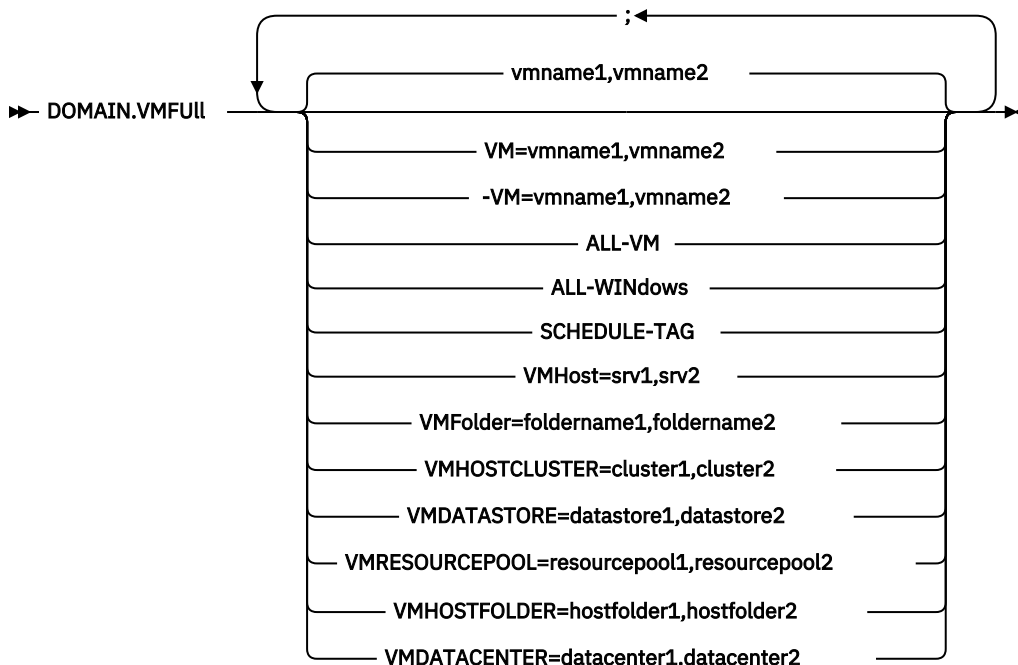 ;
vmname1,vmname2
DOMAIN.VMFUll
VM=vmname1,vmname2
-VM=vmname1,vmname2
ALL-VM
ALL-WINdows
SCHEDULE-TAG
VMHost=srv1,srv2
VMFolder=foldername1,foldername2
VMHOSTCLUSTER=cluster1,cluster2
VMDATASTORE=datastore1,datastore2
VMRESOURCEPOOL=resourcepool1,resourcepool2
VMHOSTFOLDER=hostfolder1,hostfolder2
VMDATACENTER=datacenter1,datacenter2